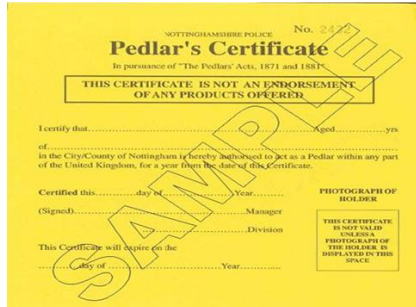 NOTTINGHAMSHIRE POLICE
No. 2432
Pedlar's Certificate
In pursuance of "The Pedlars' Acts, 1871 and 1881".
THIS CERTIFICATE IS NOT AN ENDORSEMENT
OF ANY PRODUCTS OFFERED
I certify that..................................................Aged..............yrs
of..................................................
in the City/County of Nottingham is hereby authorised to act as a Pedlar within any part
of the United Kingdom, for a year from the date of this Certificate.
Certified this..........day of..........Year..........
(Signed)..............................Manager
..............................Division
This Certificate will expire on the
..........day of ..........Year..........
PHOTOGRAPH OF
HOLDER
THIS CERTIFICATE
IS NOT VALID
UNLESS A
PHOTOGRAPH OF
THE HOLDER IS
DISPLAYED IN THIS
SPACE
SAMPLE